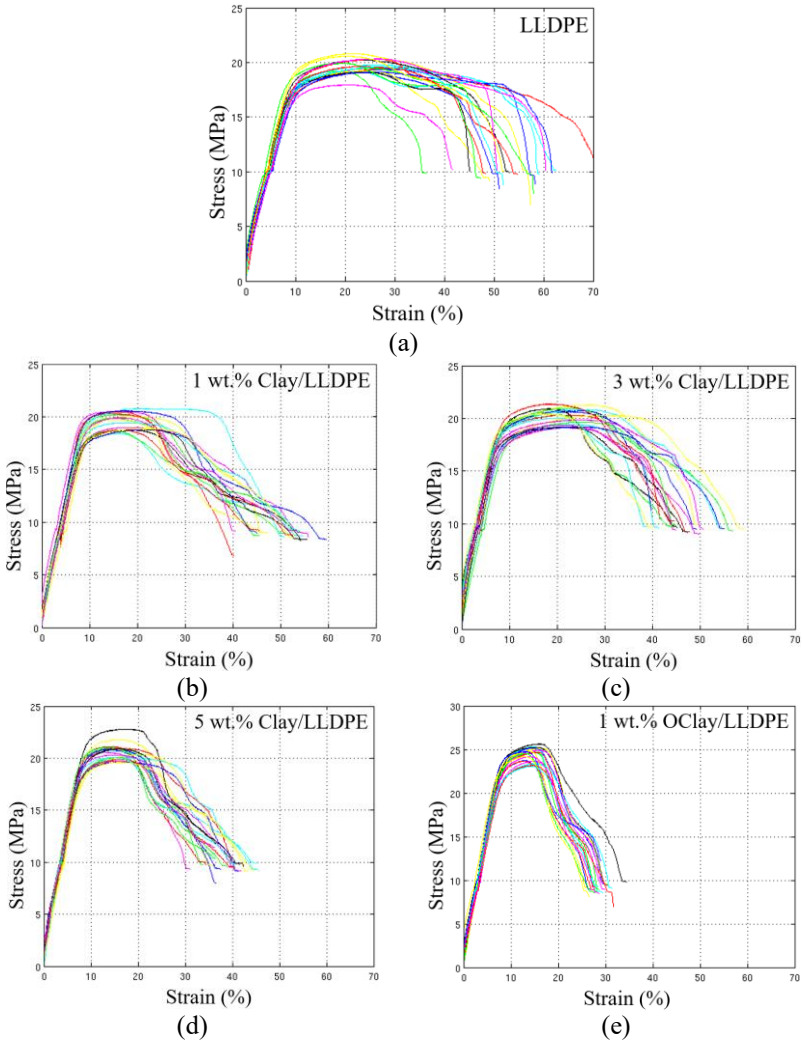 LLDPE
25
20
15
10
5
0
Stress (MPa)
0 10 20 30 40 50 60 70
Strain (%)
(a)
1 wt.% Clay/LLDPE
25
20
15
10
5
0
Stress (MPa)
0 10 20 30 40 50 60 70
Strain (%)
(b)
3 wt.% Clay/LLDPE
25
20
15
10
5
0
Stress (MPa)
0 10 20 30 40 50 60 70
Strain (%)
(c)
5 wt.% Clay/LLDPE
25
20
15
10
5
0
Stress (MPa)
0 10 20 30 40 50 60 70
Strain (%)
(d)
1 wt.% OClay/LLDPE
30
25
20
15
10
5
0
Stress (MPa)
0 10 20 30 40 50 60 70
Strain (%)
(e)